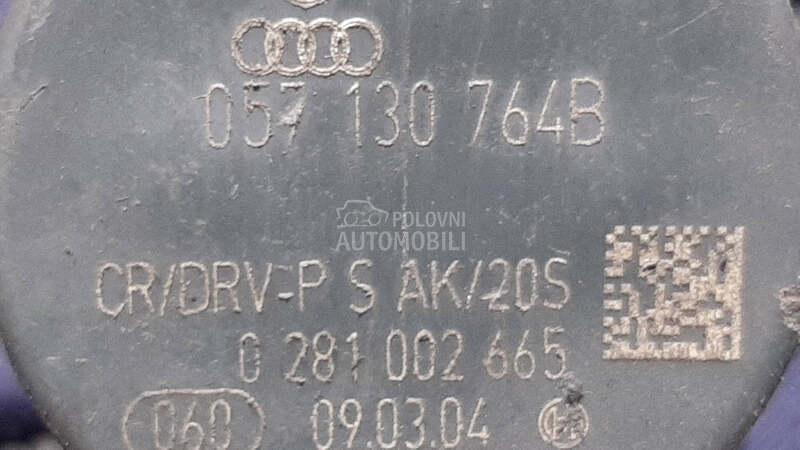 057 130 764B
POLOVNI
AUTOMOBILI
CR/DRV-P S AK/20S
0 281 002 665
060 09.03.04